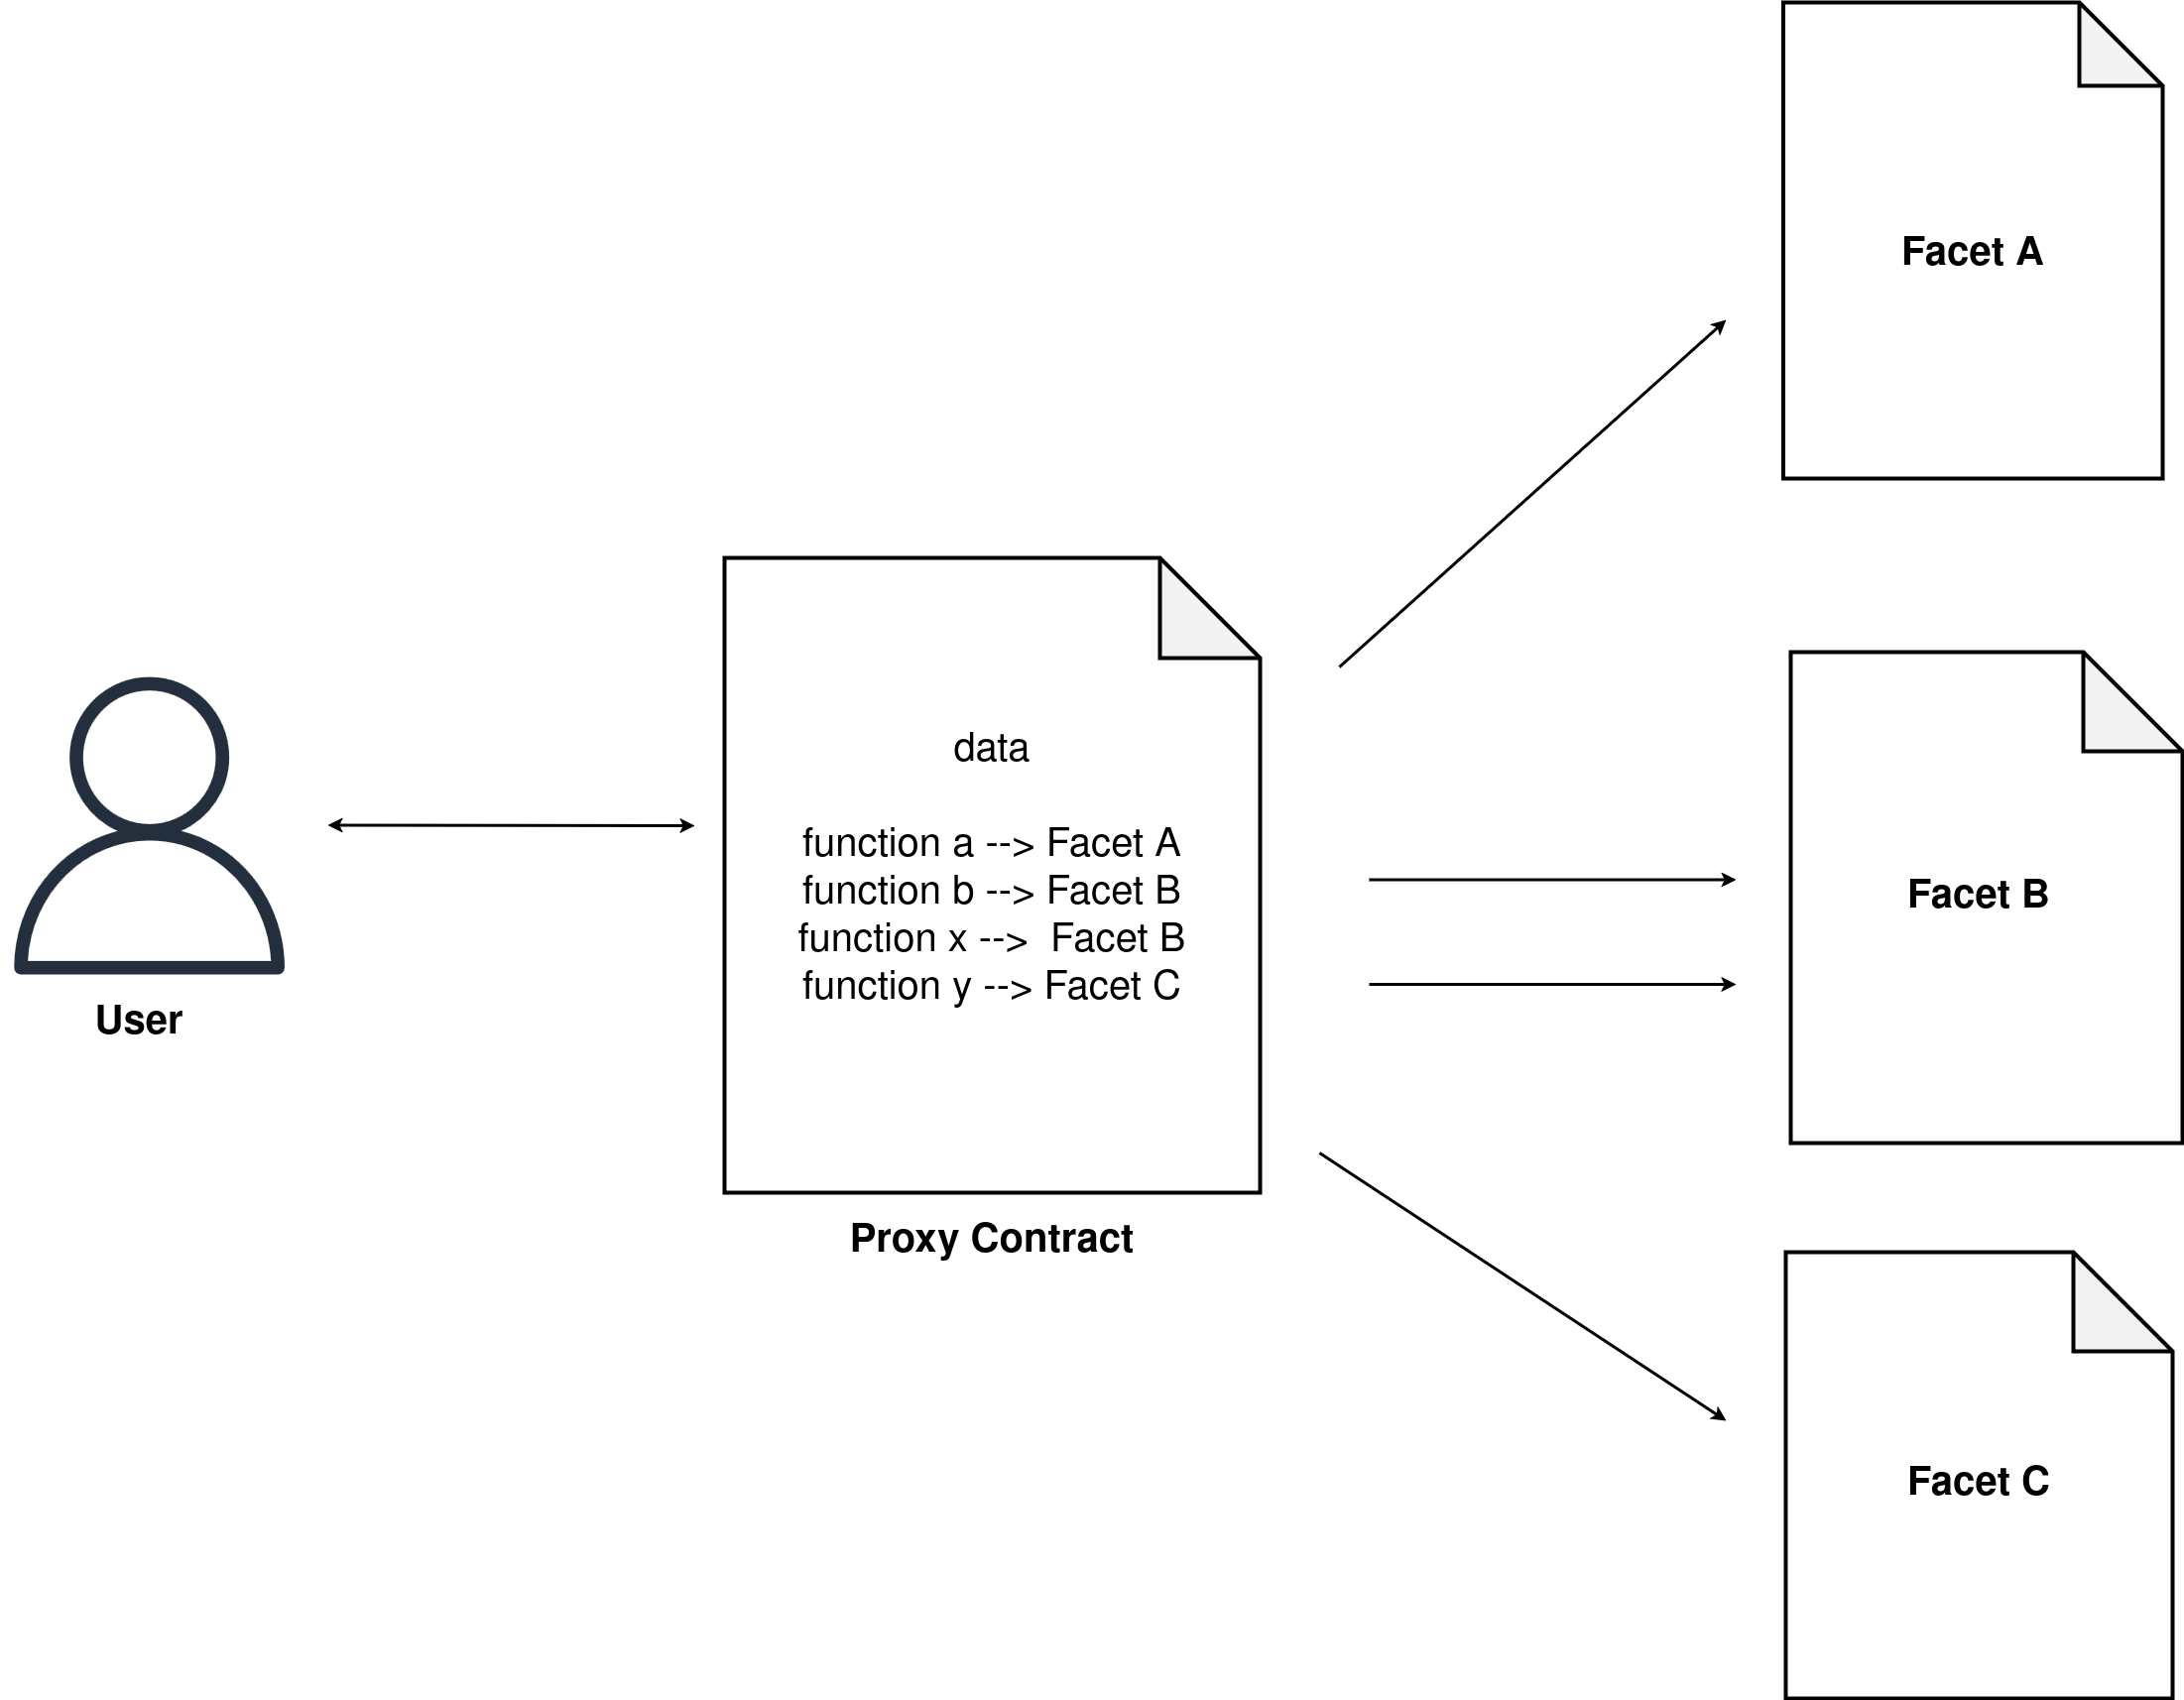 Facet A
data
function a --> Facet A
function b --> Facet B
function x -->  Facet B
function y --> Facet C
Facet B
User
Proxy Contract
Facet C